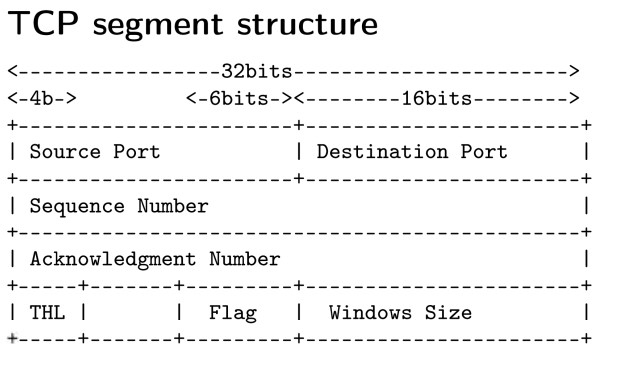 TCP segment structure
<-----------------32bits----------------------->
<-4b->         <-6bits-><--------16bits-------->
+-----------------------+-----------------------+
| Source Port           | Destination Port      |
+-----------------------+-----------------------+
| Sequence Number                               |
+-----------------------------------------------+
| Acknowledgment Number                         |
+-----+-------+---------+-----------------------+
| THL |       |  Flag   |  Windows Size         |
+-----+-------+---------+-----------------------+